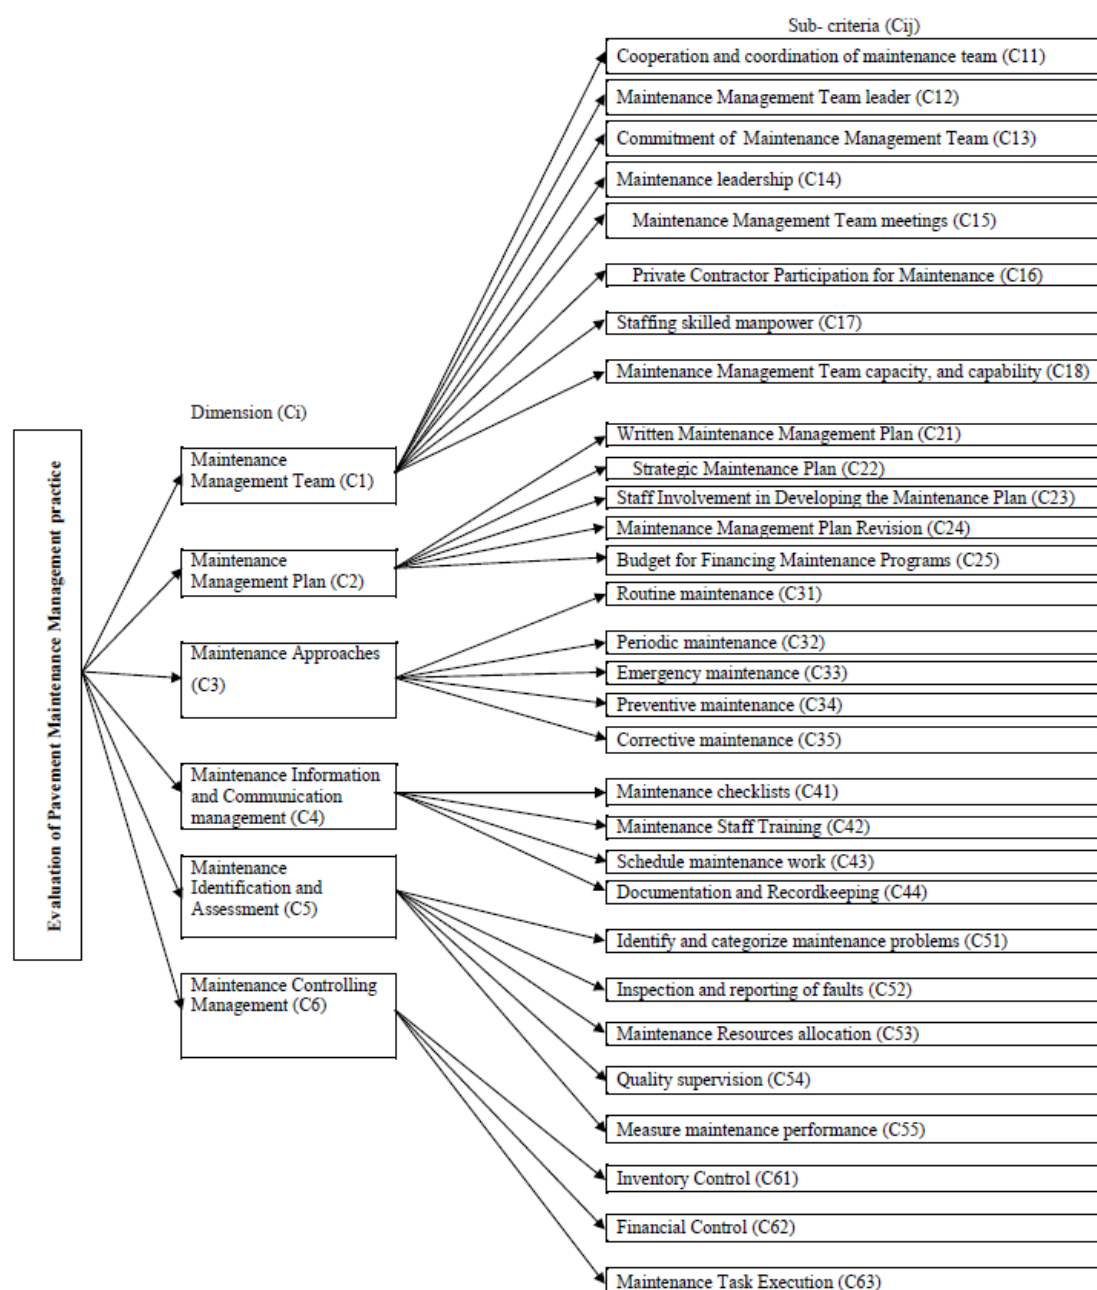 Sub- criteria (Cij)
Cooperation and coordination of maintenance team (C11)
Maintenance Management Team leader (C12)
Commitment of Maintenance Management Team (C13)
Maintenance leadership (C14)
Maintenance Management Team meetings (C15)
Private Contractor Participation for Maintenance (C16)
Staffing skilled manpower (C17)
Maintenance Management Team capacity, and capability (C18)
Dimension (Ci)
Evaluation of Pavement Maintenance Management practice
Maintenance
Management Team (C1)
Maintenance
Management Plan (C2)
Maintenance Approaches
(C3)
Maintenance Information
and Communication
management (C4)
Maintenance
Identification and
Assessment (C5)
Maintenance Controlling
Management (C6)
Written Maintenance Management Plan (C21)
Strategic Maintenance Plan (C22)
Staff Involvement in Developing the Maintenance Plan (C23)
Maintenance Management Plan Revision (C24)
Budget for Financing Maintenance Programs (C25)
Routine maintenance (C31)
Periodic maintenance (C32)
Emergency maintenance (C33)
Preventive maintenance (C34)
Corrective maintenance (C35)
Maintenance checklists (C41)
Maintenance Staff Training (C42)
Schedule maintenance work (C43)
Documentation and Recordkeeping (C44)
Identify and categorize maintenance problems (C51)
Inspection and reporting of faults (C52)
Maintenance Resources allocation (C53)
Quality supervision (C54)
Measure maintenance performance (C55)
Inventory Control (C61)
Financial Control (C62)
Maintenance Task Execution (C63)